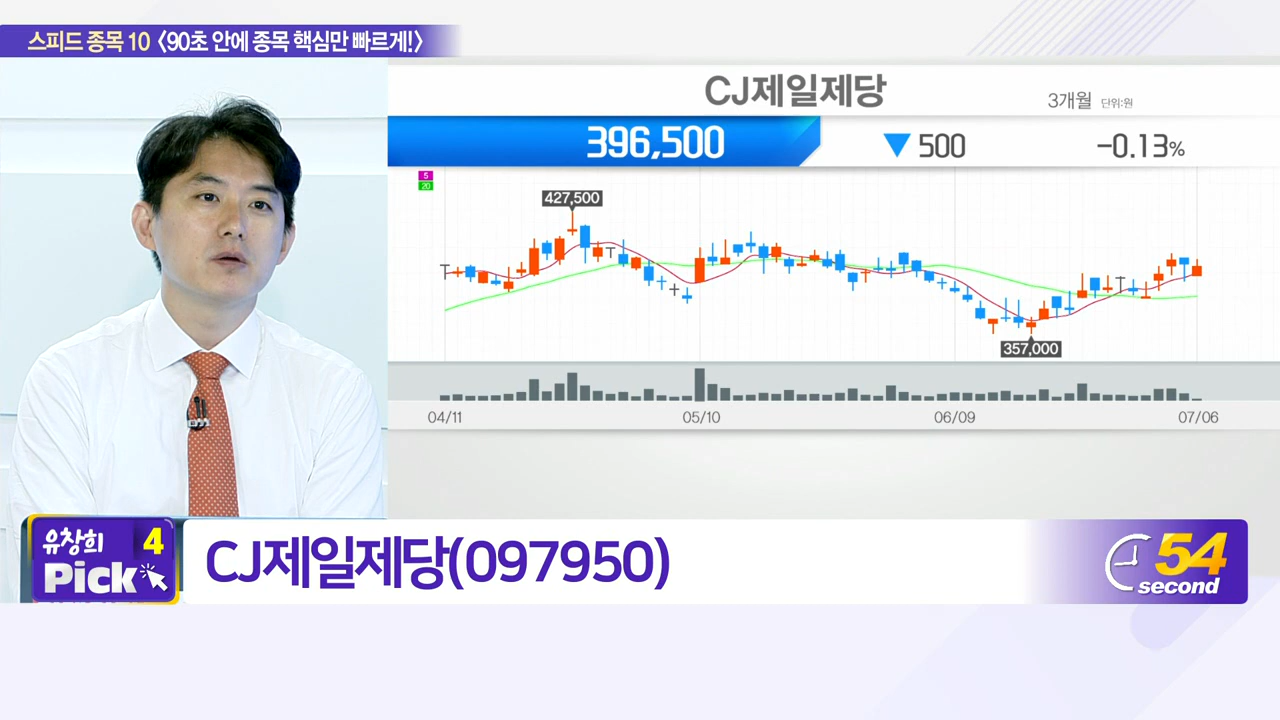 스피드 종목 10 〈90초 안에 종목 핵심만 빠르게!〉
CJ제일제당
3개월 단위:원
396,500 ▼500 -0.13%
5
20
427,500
357,000
04/11 05/10 06/09 07/06
유창희 4
Pick
CJ제일제당(097950)
54
second